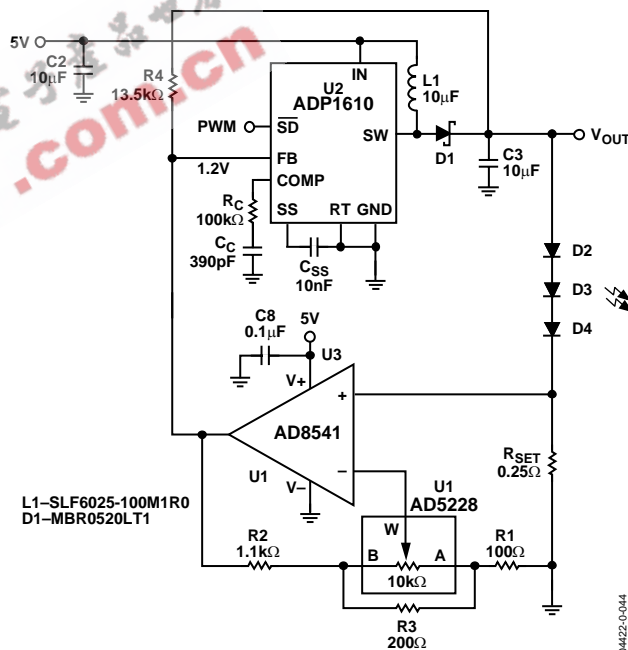 5V
C2
10μF
R4
13.5kΩ
IN
U2
ADP1610
L1
10μF
PWM
SD
SW
D1
VOUT
FB
1.2V
COMP
C3
10μF
RC
100kΩ
SS
RT
GND
CC
390pF
CSS
10nF
D2
D3
D4
C8
0.1μF
5V
U3
V+
+
AD8541
–
U1
V–
RSET
0.25Ω
L1–SLF6025-100M1R0
D1–MBR0520LT1
U1
AD5228
W
R2
1.1kΩ
B
A
10kΩ
R1
100Ω
R3
200Ω
04422-0-044
.com.cn